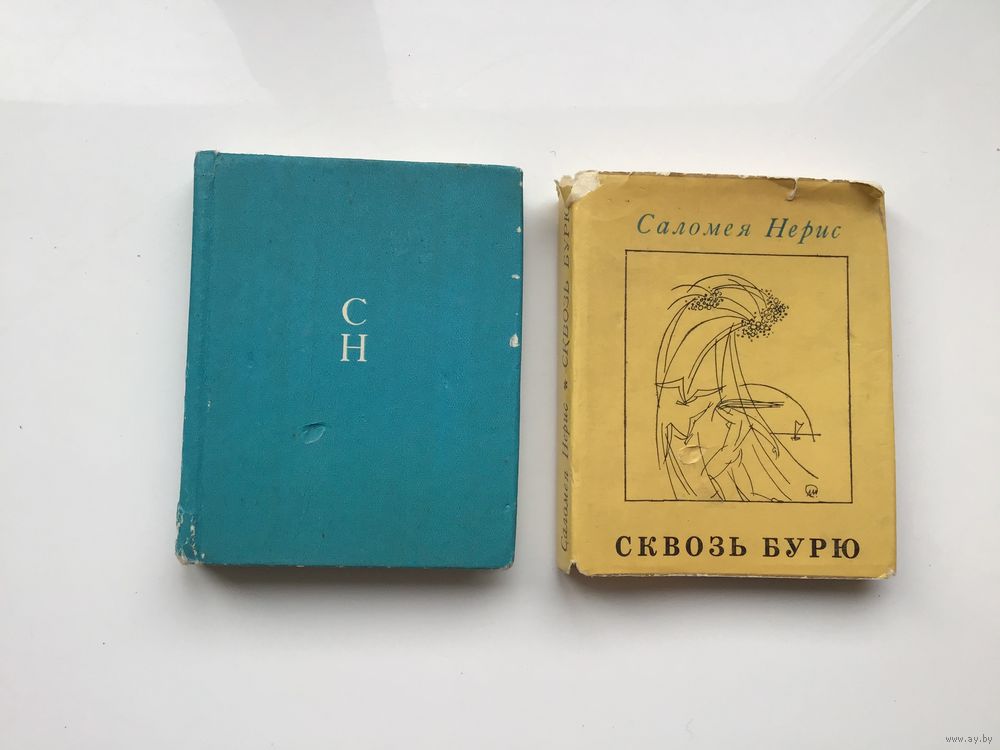 С
Н
Саломея Нерис
СКВОЗЬ БУРЮ
Саломея Нерис * СКВОЗЬ БУРЮ
www.ay.by